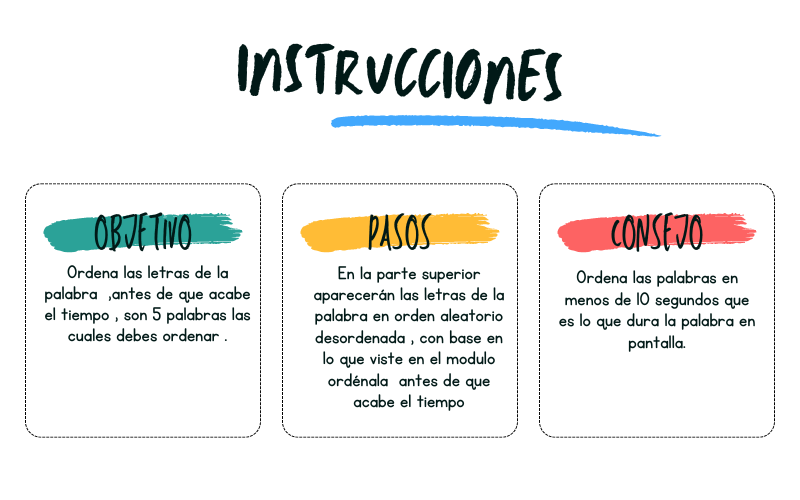 INSTRUCCIONES
OBJETIVO
Ordena las letras de la
palabra ,antes de que acabe
el tiempo , son 5 palabras las
cuales debes ordenar .
PASOS
En la parte superior
aparecerán las letras de la
palabra en orden aleatorio
desordenada , con base en
lo que viste en el modulo
ordénala antes de que
acabe el tiempo
CONSEJO
Ordena las palabras en
menos de 10 segundos que
es lo que dura la palabra en
pantalla.